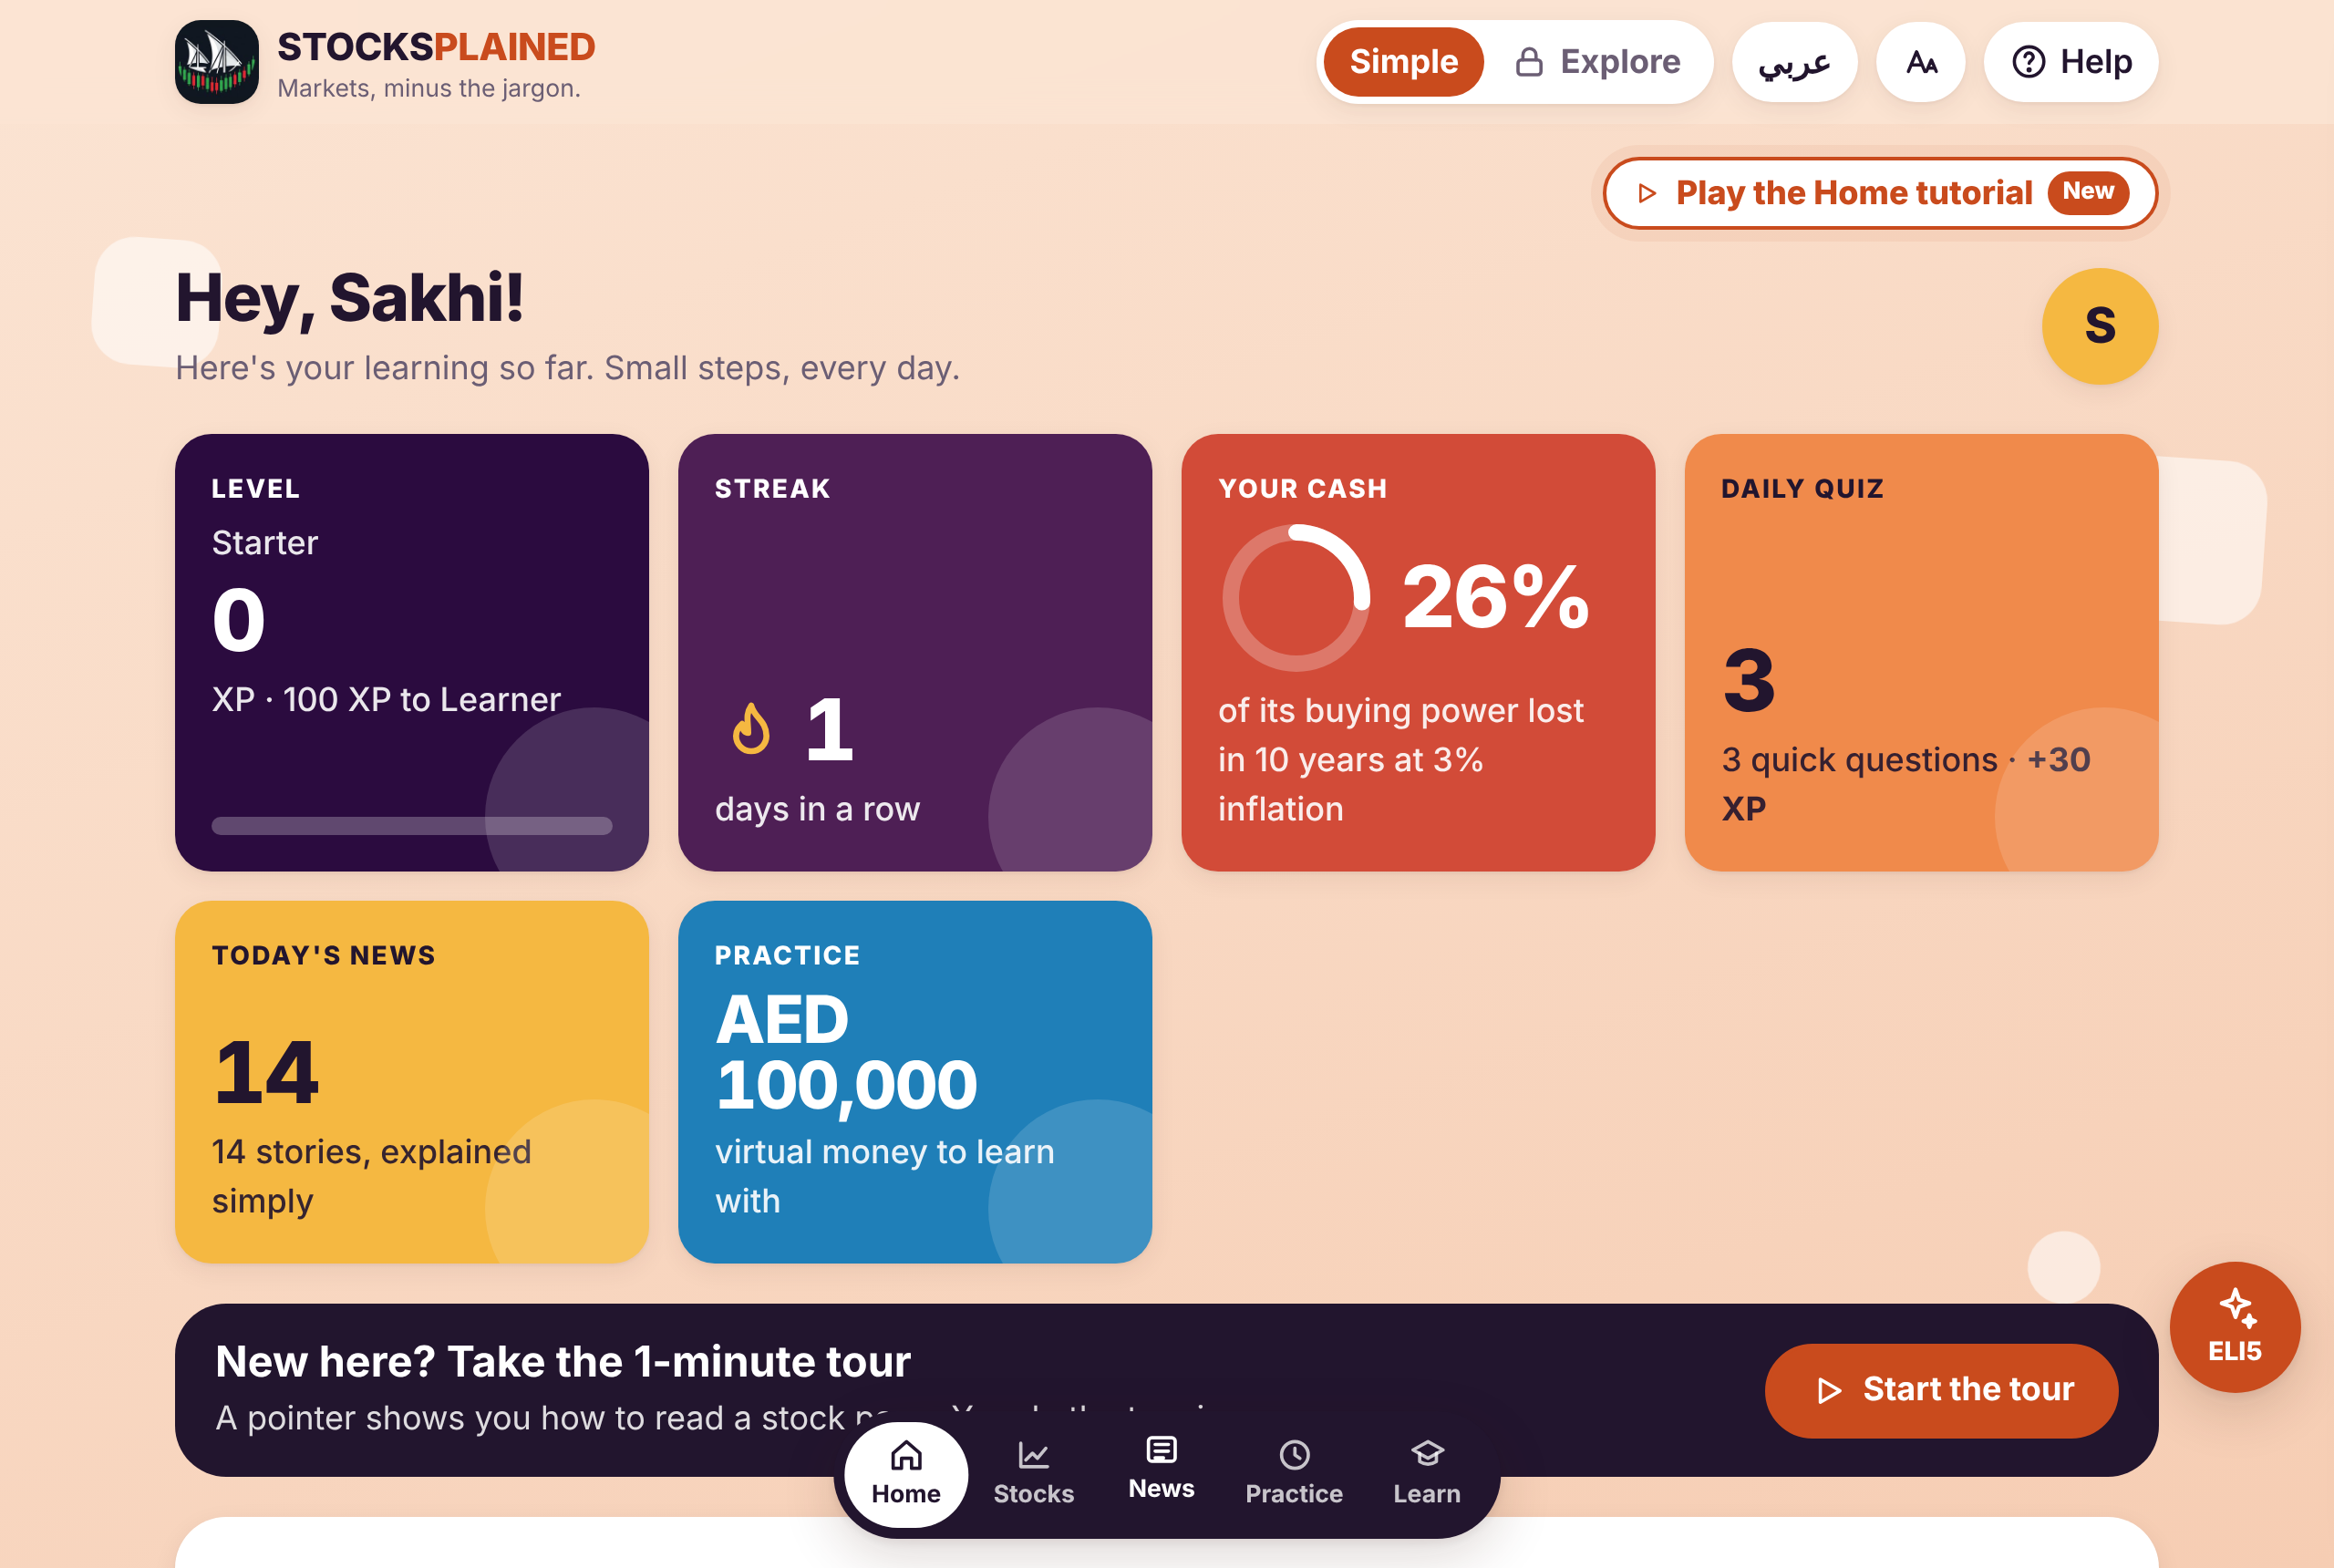 STOCKSPLAINED
Markets, minus the jargon.
Simple
Explore
عربي
AA
Help
Play the Home tutorial
New
Hey, Sakhi!
S
Here's your learning so far. Small steps, every day.
LEVEL
Starter
0
XP · 100 XP to Learner
STREAK
1
days in a row
YOUR CASH
26%
of its buying power lost
in 10 years at 3%
inflation
DAILY QUIZ
3
3 quick questions · +30
XP
TODAY'S NEWS
14
14 stories, explained
simply
PRACTICE
AED
100,000
virtual money to learn
with
ELI5
New here? Take the 1-minute tour
A pointer shows you how to read a stock
Start the tour
Home
Stocks
News
Practice
Learn